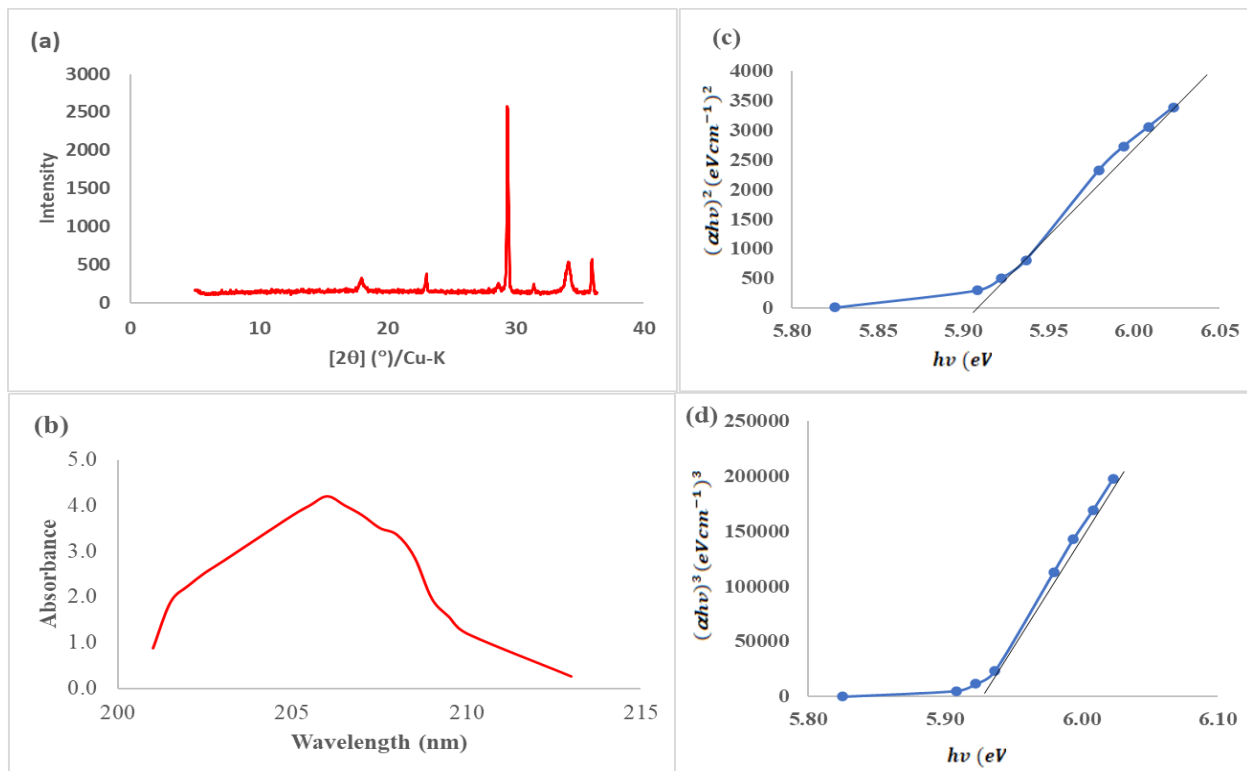 (a)
3000
2500
2000
1500
1000
500
0
Intensity
0 10 20 30 40
[2θ] (°)/Cu-K
(c)
4000
3500
3000
2500
2000
1500
1000
500
0
(αhν)² (eVcm⁻¹)²
5.80 5.85 5.90 5.95 6.00 6.05
hν (eV
(b)
5.0
4.0
3.0
2.0
1.0
0.0
Absorbance
200 205 210 215
Wavelength (nm)
(d)
250000
200000
150000
100000
50000
0
(αhν)³ (eVcm⁻¹)³
5.80 5.90 6.00 6.10
hν (eV